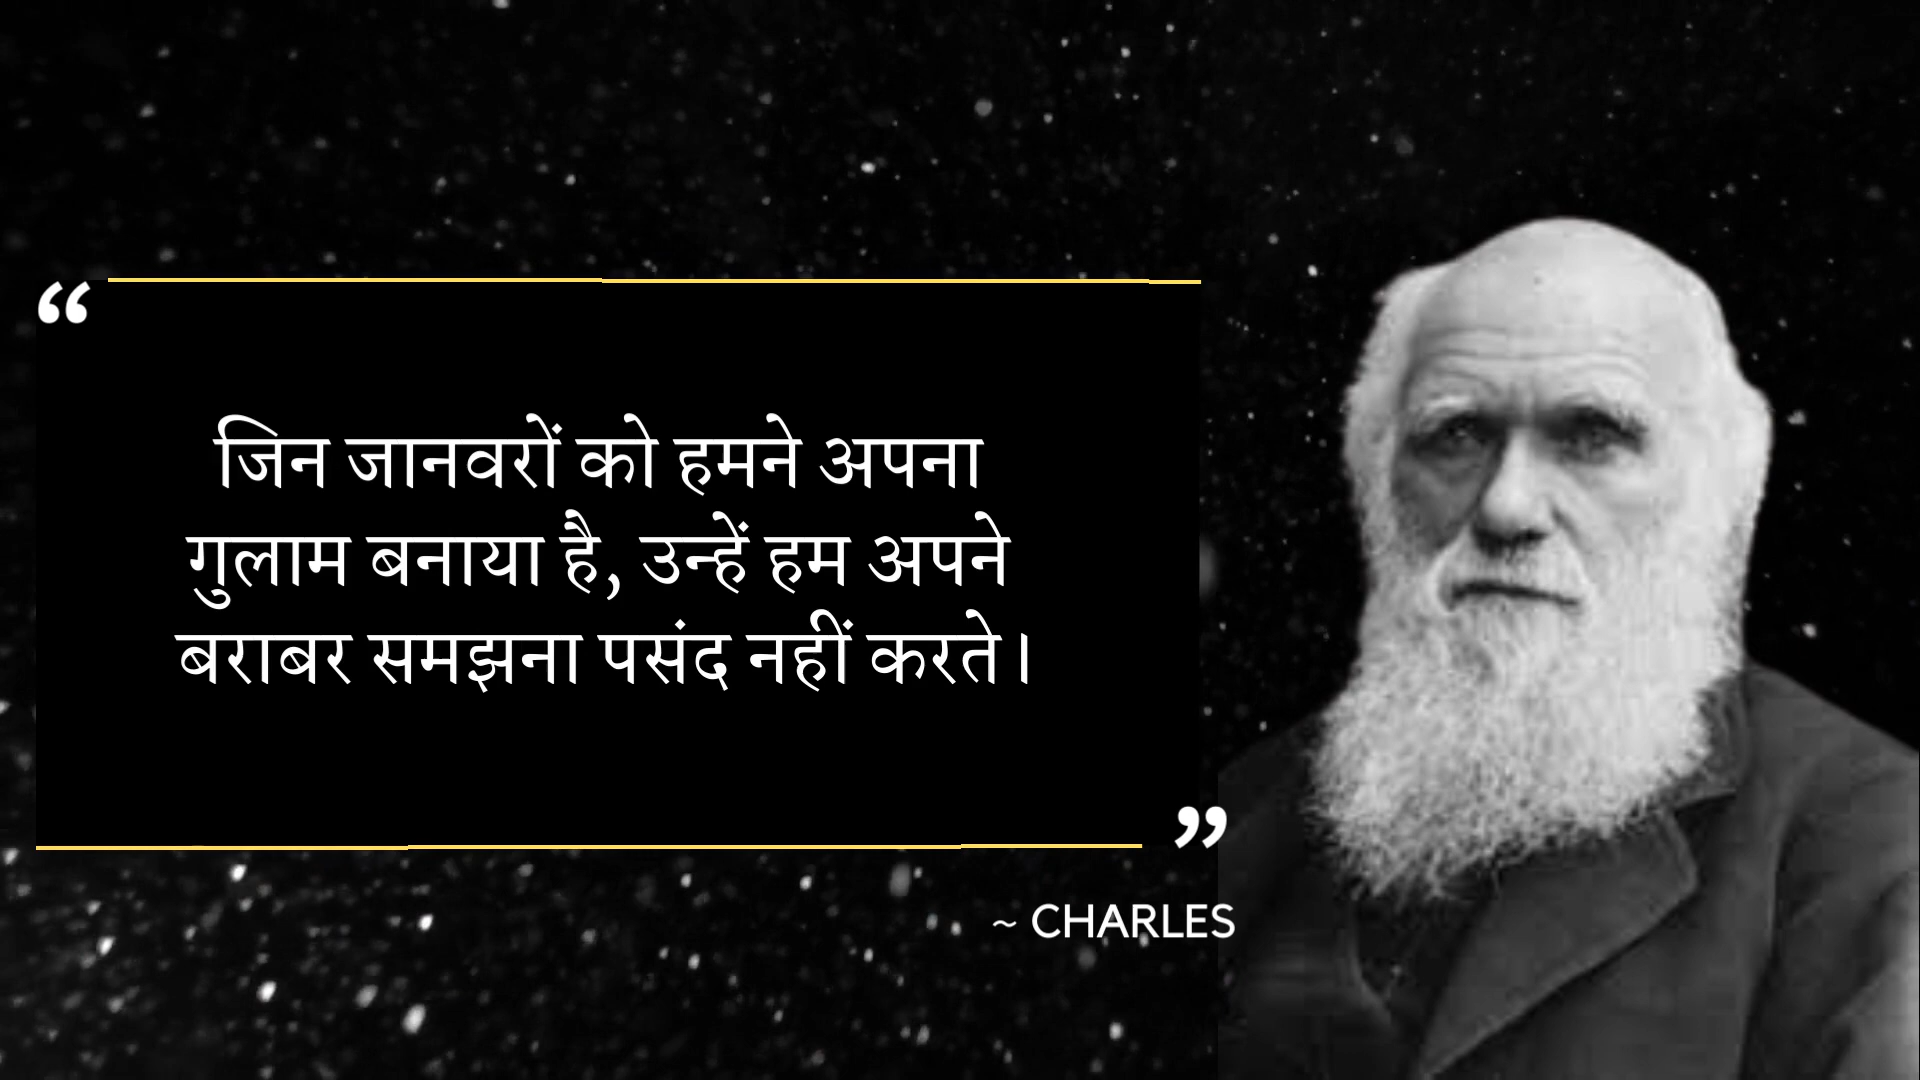 “
जिन जानवरों को हमने अपना
गुलाम बनाया है, उन्हें हम अपने
बराबर समझना पसंद नहीं करते।
”
~ CHARLES